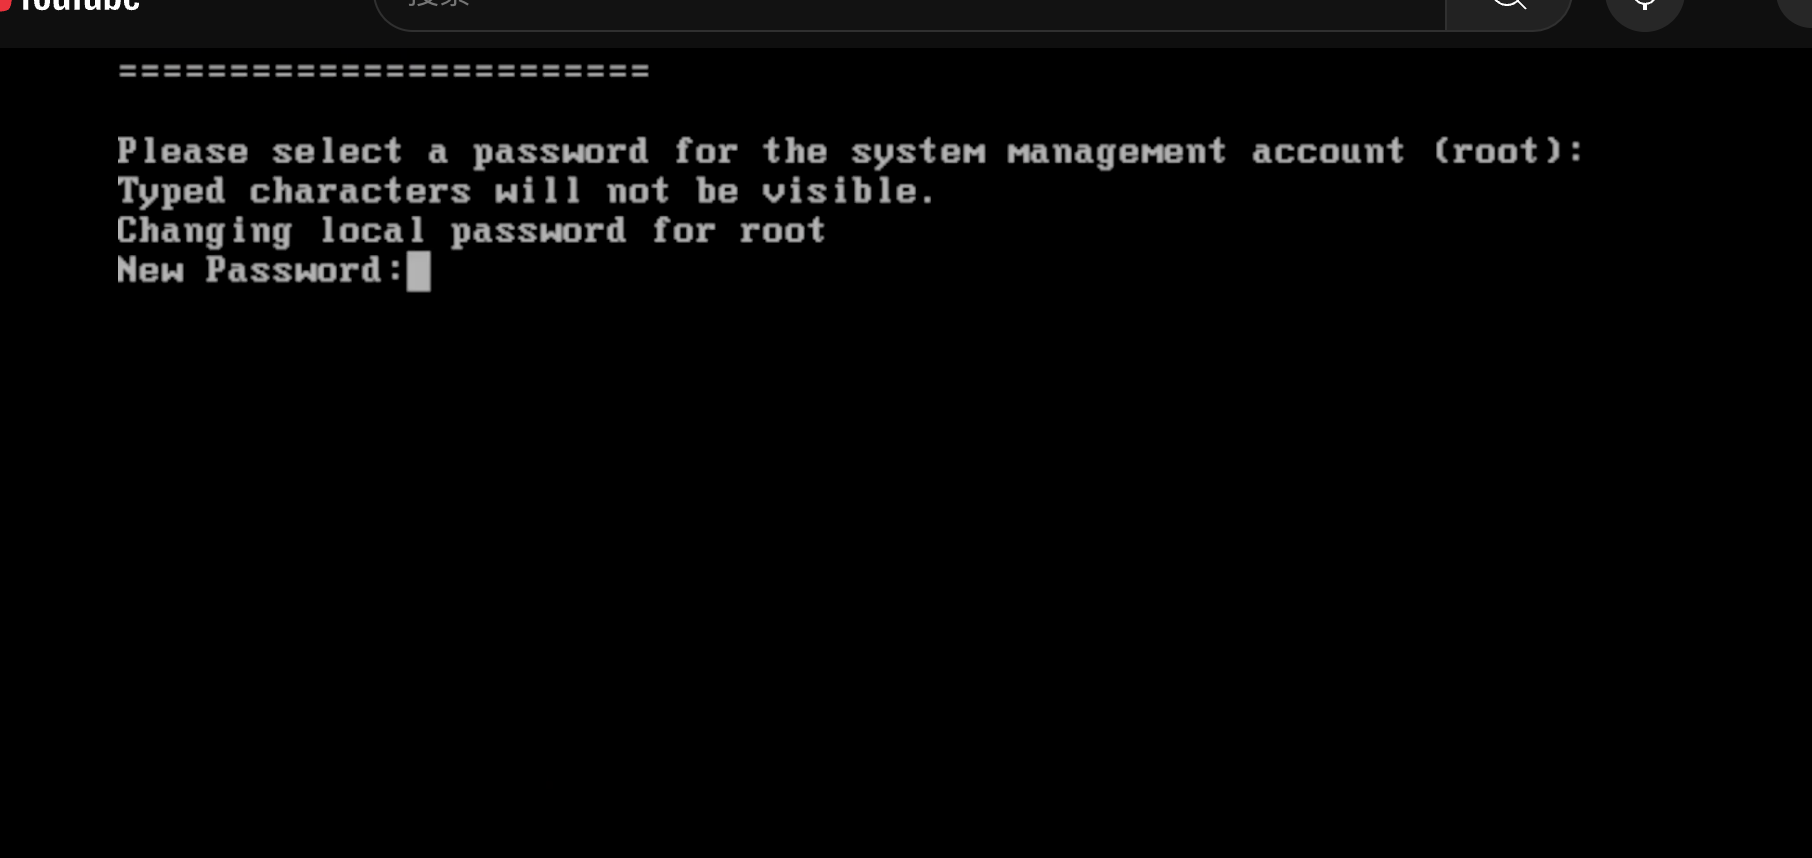 YouTube
搜索
========================
Please select a password for the system management account (root):
Typed characters will not be visible.
Changing local password for root
New Password: